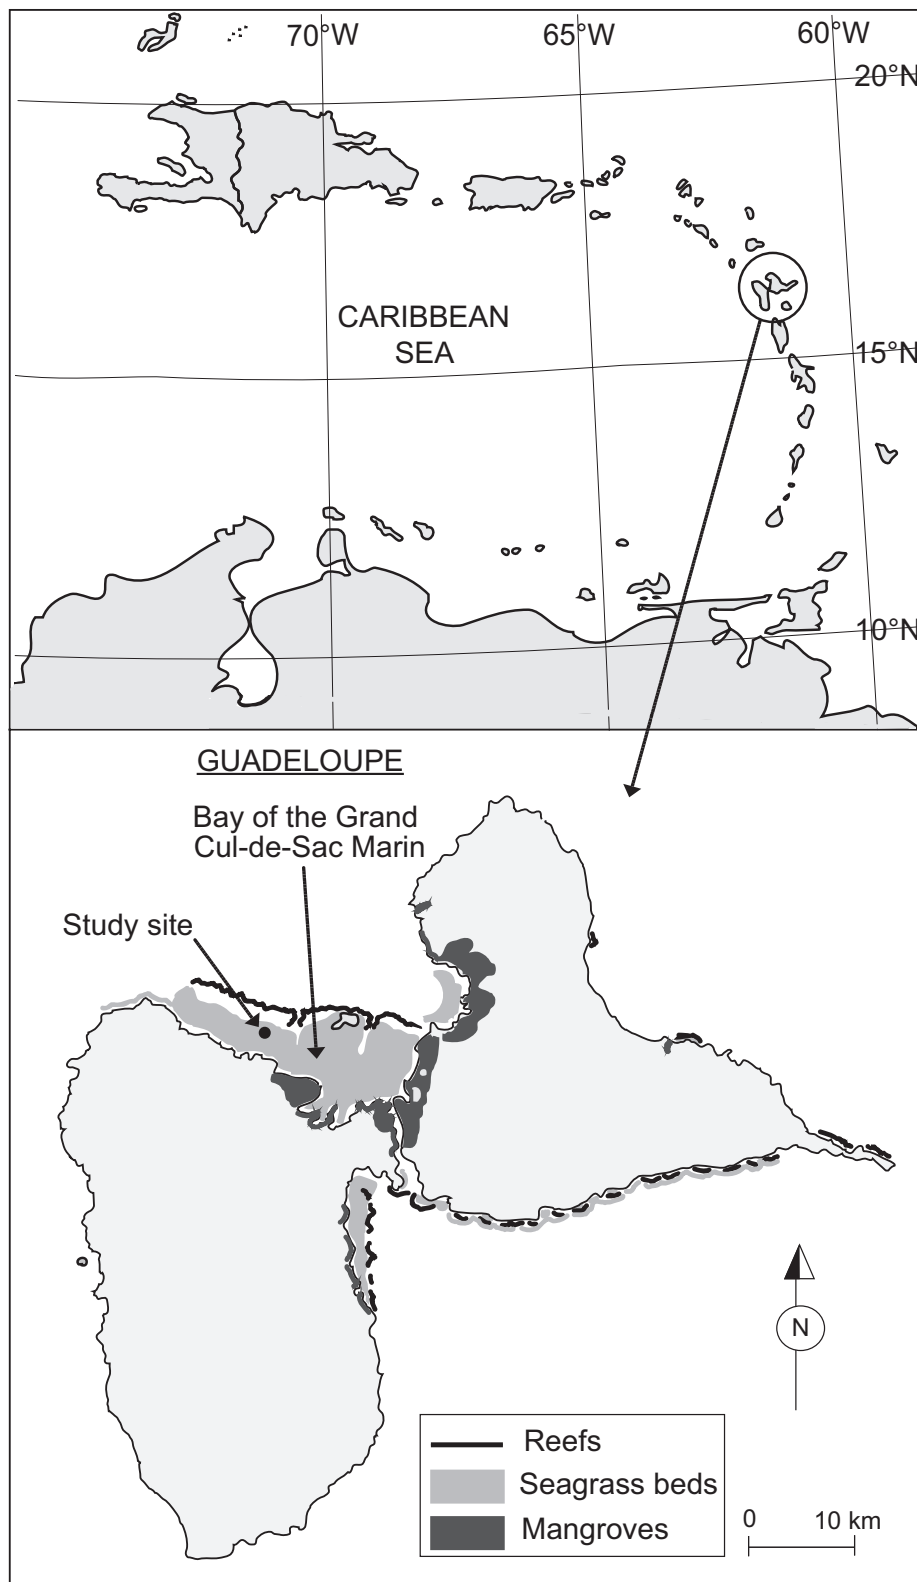 70°W
65°W
60°W
20°N
CARIBBEAN
SEA
15°N
10°N
GUADELOUPE
Bay of the Grand
Cul-de-Sac Marin
Study site
N
Reefs
Seagrass beds
Mangroves
0
10 km